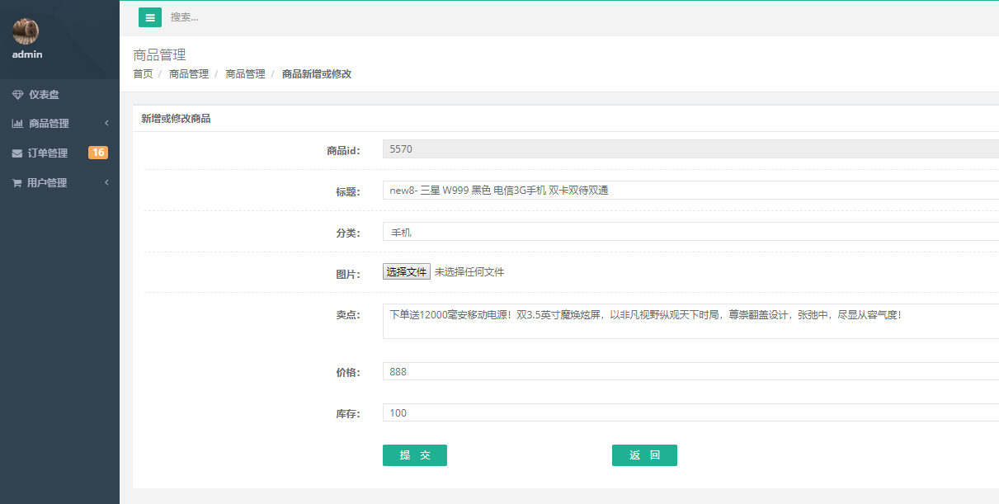 搜索...
admin
仪表盘
商品管理
订单管理 16
用户管理
商品管理
首页 / 商品管理 / 商品管理 / 商品新增或修改
新增或修改商品
商品id： 5570
标题： new8- 三星 W999 黑色 电信3G手机 双卡双待双通
分类： 手机
图片： 选择文件 未选择任何文件
卖点： 下单送12000毫安移动电源！双3.5英寸魔焕炫屏，以非凡视野纵观天下时局，尊崇翻盖设计，张弛中，尽显从容气度！
价格： 888
库存： 100
提 交 返 回